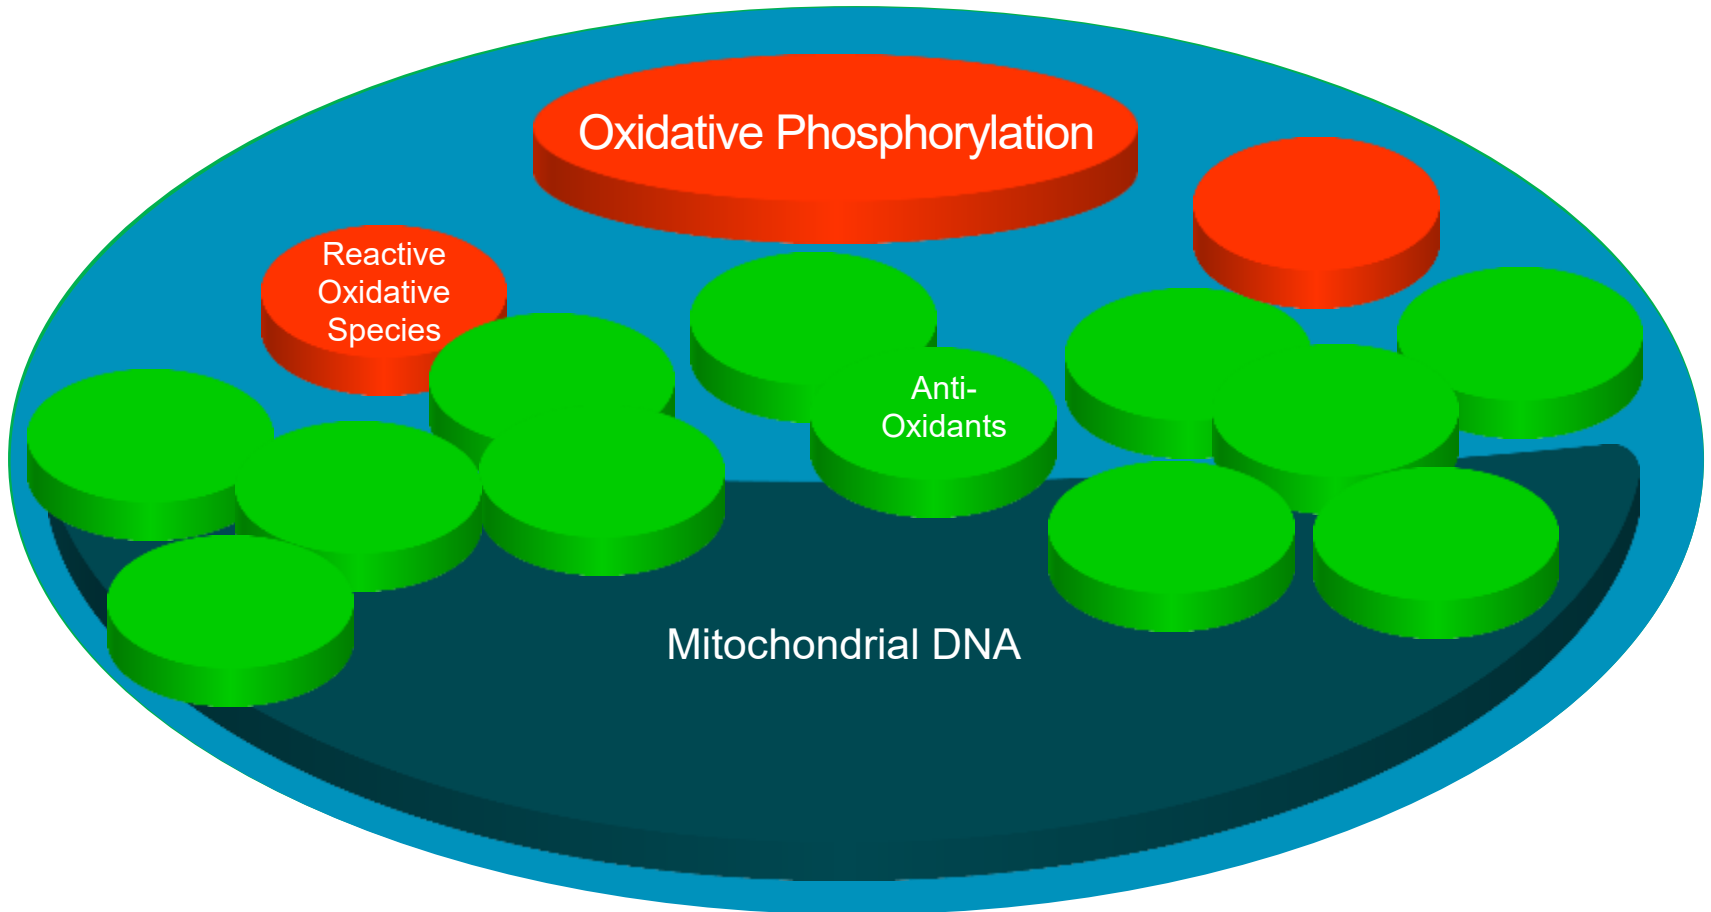 Oxidative Phosphorylation
Reactive
Oxidative
Species
Anti-
Oxidants
Mitochondrial DNA